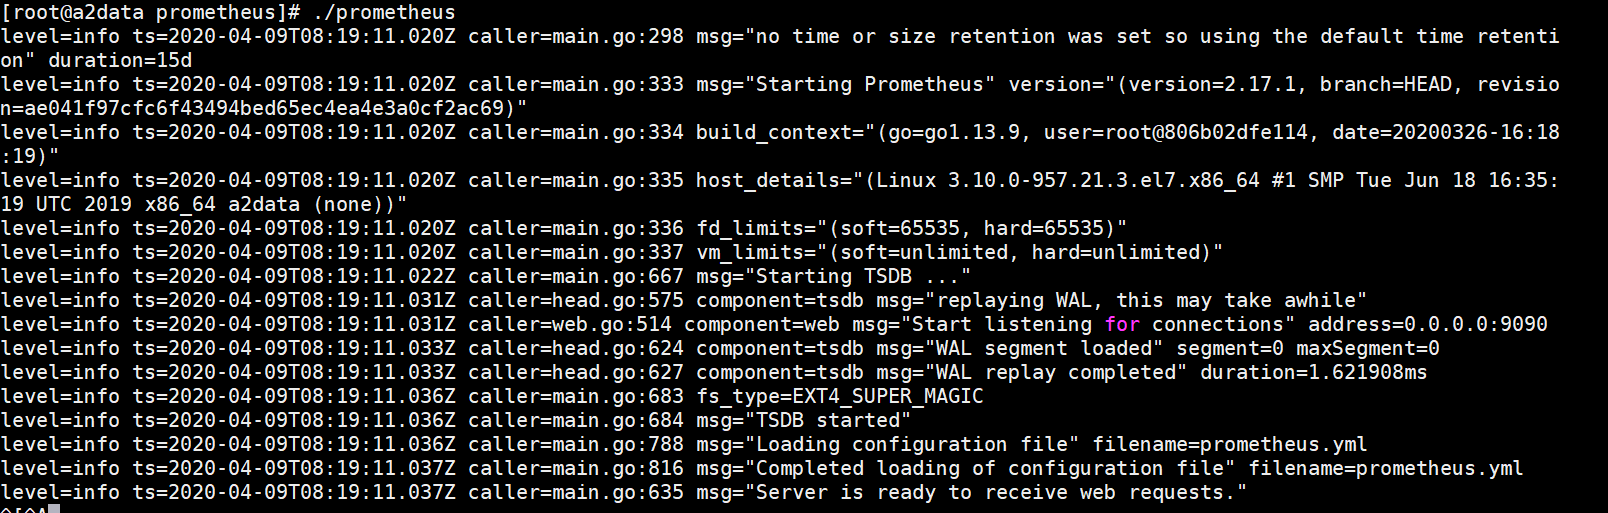 [root@a2data prometheus]# ./prometheus
level=info ts=2020-04-09T08:19:11.020Z caller=main.go:298 msg="no time or size retention was set so using the default time retenti
on" duration=15d
level=info ts=2020-04-09T08:19:11.020Z caller=main.go:333 msg="Starting Prometheus" version="(version=2.17.1, branch=HEAD, revisio
n=ae041f97cfc6f43494bed65ec4ea4e3a0cf2ac69)"
level=info ts=2020-04-09T08:19:11.020Z caller=main.go:334 build_context="(go=go1.13.9, user=root@806b02dfe114, date=20200326-16:18
:19)"
level=info ts=2020-04-09T08:19:11.020Z caller=main.go:335 host_details="(Linux 3.10.0-957.21.3.el7.x86_64 #1 SMP Tue Jun 18 16:35:
19 UTC 2019 x86_64 a2data (none))"
level=info ts=2020-04-09T08:19:11.020Z caller=main.go:336 fd_limits="(soft=65535, hard=65535)"
level=info ts=2020-04-09T08:19:11.020Z caller=main.go:337 vm_limits="(soft=unlimited, hard=unlimited)"
level=info ts=2020-04-09T08:19:11.022Z caller=main.go:667 msg="Starting TSDB ..."
level=info ts=2020-04-09T08:19:11.031Z caller=head.go:575 component=tsdb msg="replaying WAL, this may take awhile"
level=info ts=2020-04-09T08:19:11.031Z caller=web.go:514 component=web msg="Start listening for connections" address=0.0.0.0:9090
level=info ts=2020-04-09T08:19:11.033Z caller=head.go:624 component=tsdb msg="WAL segment loaded" segment=0 maxSegment=0
level=info ts=2020-04-09T08:19:11.033Z caller=head.go:627 component=tsdb msg="WAL replay completed" duration=1.621908ms
level=info ts=2020-04-09T08:19:11.036Z caller=main.go:683 fs_type=EXT4_SUPER_MAGIC
level=info ts=2020-04-09T08:19:11.036Z caller=main.go:684 msg="TSDB started"
level=info ts=2020-04-09T08:19:11.036Z caller=main.go:788 msg="Loading configuration file" filename=prometheus.yml
level=info ts=2020-04-09T08:19:11.037Z caller=main.go:816 msg="Completed loading of configuration file" filename=prometheus.yml
level=info ts=2020-04-09T08:19:11.037Z caller=main.go:635 msg="Server is ready to receive web requests."